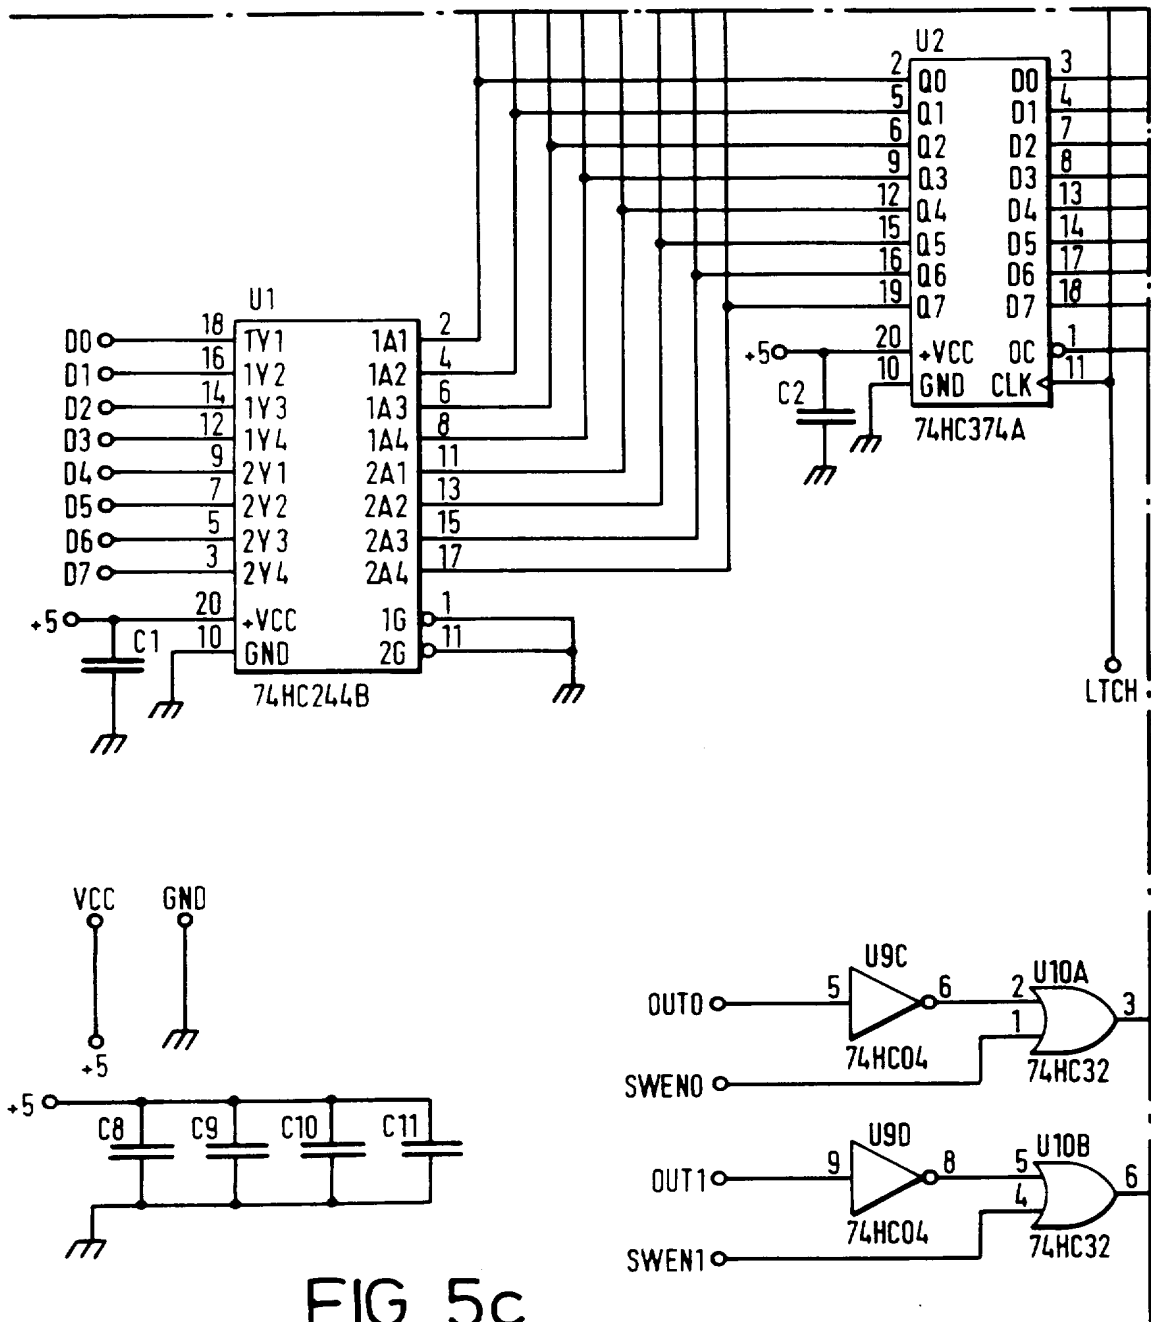 U2
2 Q0 D0 3
5 Q1 D1 4
6 Q2 D2 7
9 Q3 D3 8
12 Q4 D4 13
15 Q5 D5 14
16 Q6 D6 17
19 Q7 D7 18
+5 20 +VCC OC 1
10 GND CLK 11
C2
74HC374A
U1
D0 18 1Y1 1A1 2
D1 16 1Y2 1A2 4
D2 14 1Y3 1A3 6
D3 12 1Y4 1A4 8
D4 9 2Y1 2A1 11
D5 7 2Y2 2A2 13
D6 5 2Y3 2A3 15
D7 3 2Y4 2A4 17
+5 20 +VCC 1G 1
C1 10 GND 2G 11
74HC244B
LTCH
VCC GND
+5
+5
C8 C9 C10 C11
U9C U10A
OUT0 5 6 2 3
1
74HC04 74HC32
SWEN0
U9D U10B
OUT1 9 8 5 6
4
74HC04 74HC32
SWEN1
FIG 5c